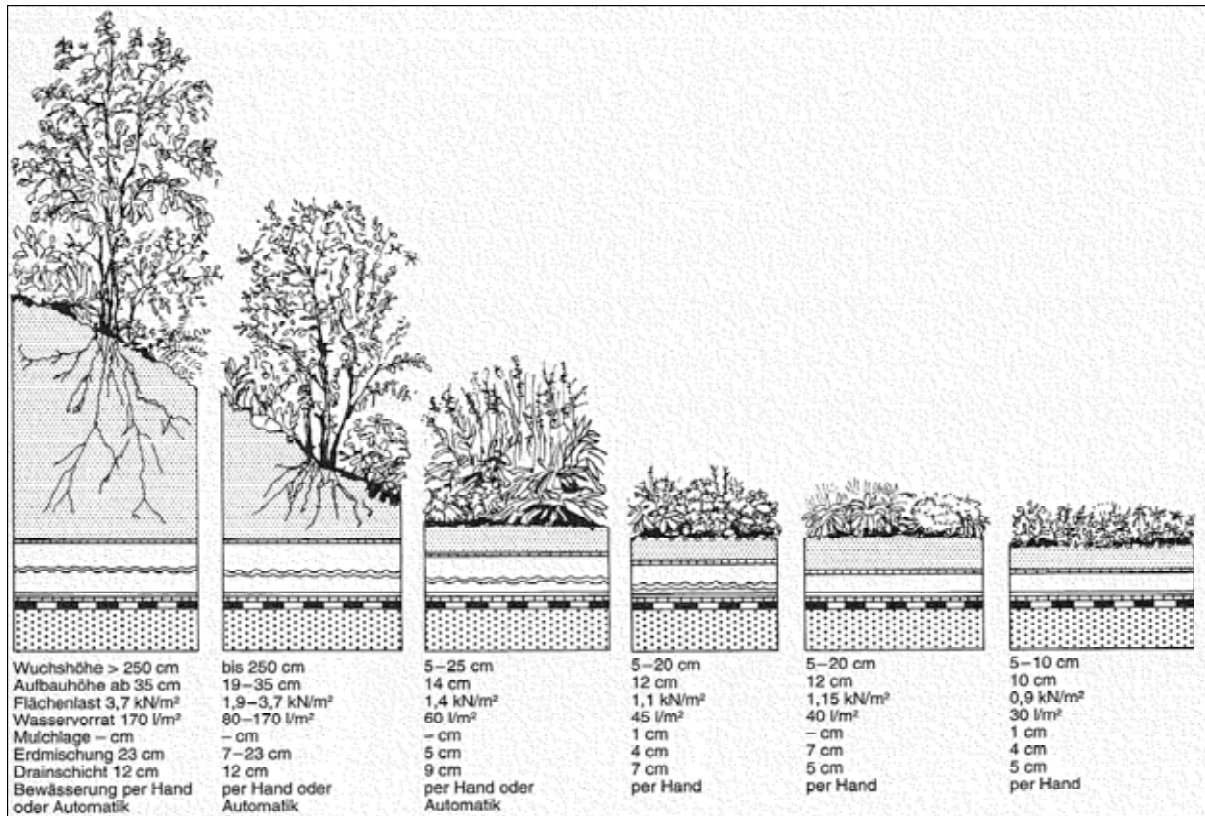 Wuchshöhe > 250 cm
Aufbauhöhe ab 35 cm
Flächenlast 3,7 kN/m²
Wasservorrat 170 l/m²
Mulchlage – cm
Erdmischung 23 cm
Drainschicht 12 cm
Bewässerung per Hand
oder Automatik
bis 250 cm
19–35 cm
1,9–3,7 kN/m²
80–170 l/m²
– cm
7–23 cm
12 cm
per Hand oder
Automatik
5–25 cm
14 cm
1,4 kN/m²
60 l/m²
– cm
5 cm
9 cm
per Hand oder
Automatik
5–20 cm
12 cm
1,1 kN/m²
45 l/m²
1 cm
4 cm
7 cm
per Hand
5–20 cm
12 cm
1,15 kN/m²
40 l/m²
– cm
7 cm
5 cm
per Hand
5–10 cm
10 cm
0,9 kN/m²
30 l/m²
1 cm
4 cm
5 cm
per Hand